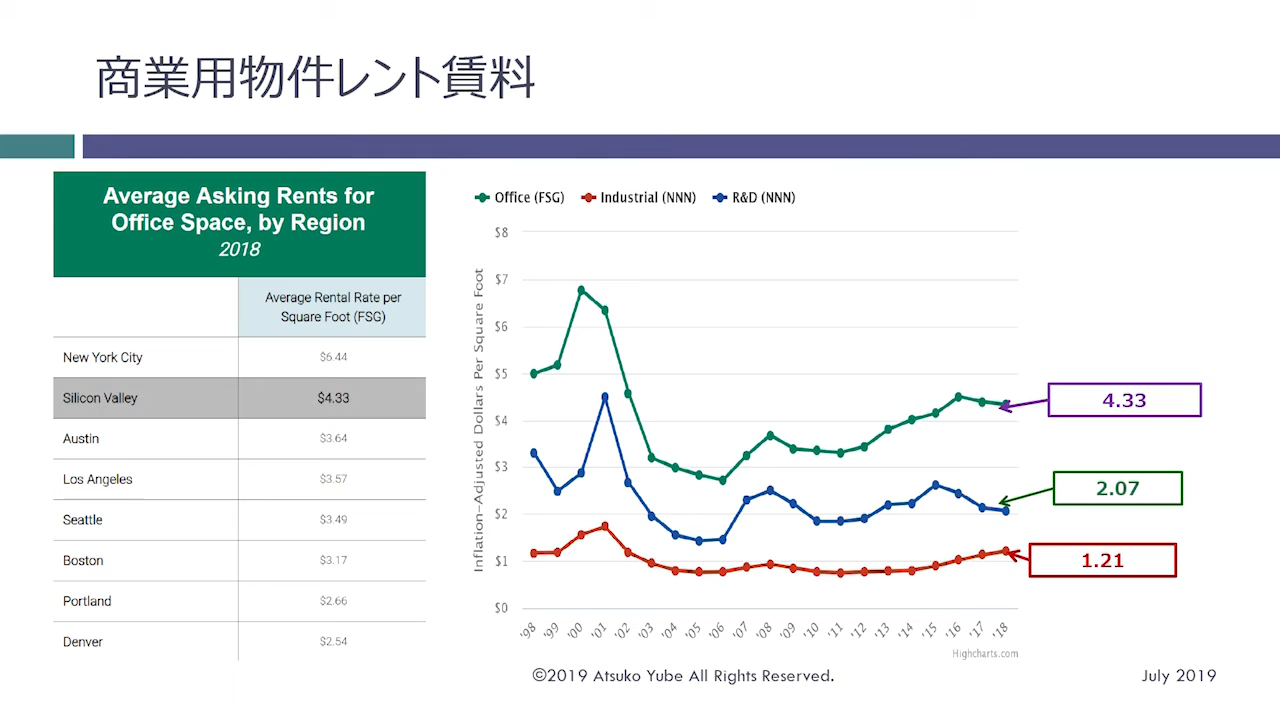 商業用物件レント賃料
Average Asking Rents for
Office Space, by Region
2018
Average Rental Rate per
Square Foot (FSG)
New York City $6.44
Silicon Valley $4.33
Austin $3.64
Los Angeles $3.57
Seattle $3.49
Boston $3.17
Portland $2.66
Denver $2.54
Office (FSG) Industrial (NNN) R&D (NNN)
Inflation-Adjusted Dollars Per Square Foot
$8
$7
$6
$5
$4
$3
$2
$1
$0
'98 '99 '00 '01 '02 '03 '04 '05 '06 '07 '08 '09 '10 '11 '12 '13 '14 '15 '16 '17 '18
4.33
2.07
1.21
Highcharts.com
©2019 Atsuko Yube All Rights Reserved. July 2019